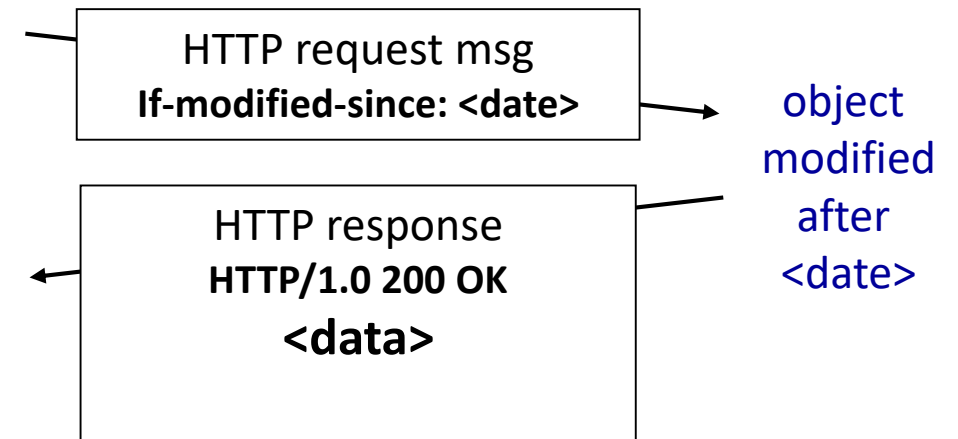 HTTP request msg
If-modified-since: <date>
object
modified
after
<date>
HTTP response
HTTP/1.0 200 OK
<data>